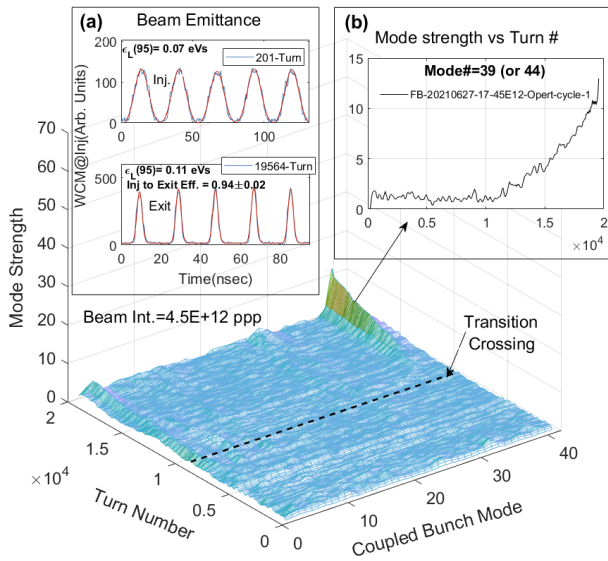 (a)
Beam Emittance
ϵL(95)= 0.07 eVs
201-Turn
Inj.
200
100
0
0
50
100
WCM@Inj(Arb. Units)
ϵL(95)= 0.11 eVs
19564-Turn
Inj to Exit Eff. = 0.94±0.02
Exit
500
0
0
20
40
60
80
Time(nsec)
(b)
Mode strength vs Turn #
Mode#=39 (or 44)
FB-20210627-17-45E12-Opert-cycle-1
15
10
5
0
0
0.5
1
1.5
2
×10^4
Beam Int.=4.5E+12 ppp
Transition
Crossing
Mode Strength
70
60
50
40
30
20
10
0
2
1.5
1
0.5
0
×10^4
Turn Number
0
10
20
30
40
Coupled Bunch Mode